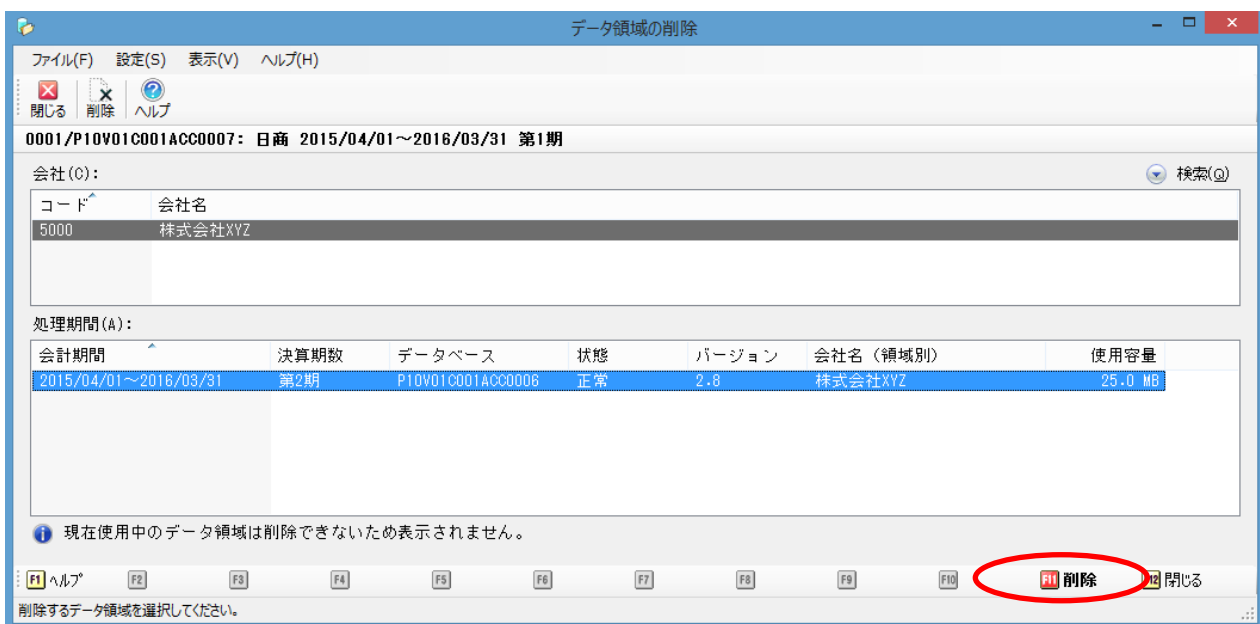 データ領域の削除
ファイル(F) 設定(S) 表示(V) ヘルプ(H)
閉じる 削除 ヘルプ
0001/P10V01C001ACC0007: 日商 2015/04/01～2016/03/31 第1期
会社(C): 検索(Q)
コード 会社名
5000 株式会社XYZ
処理期間(A):
会計期間 決算期数 データベース 状態 バージョン 会社名（領域別） 使用容量
2015/04/01～2016/03/31 第2期 P10V01C001ACC0006 正常 2.8 株式会社XYZ 25.0 MB
現在使用中のデータ領域は削除できないため表示されません。
F1 ヘルプ F2 F3 F4 F5 F6 F7 F8 F9 F10 F11 削除 F12 閉じる
削除するデータ領域を選択してください。